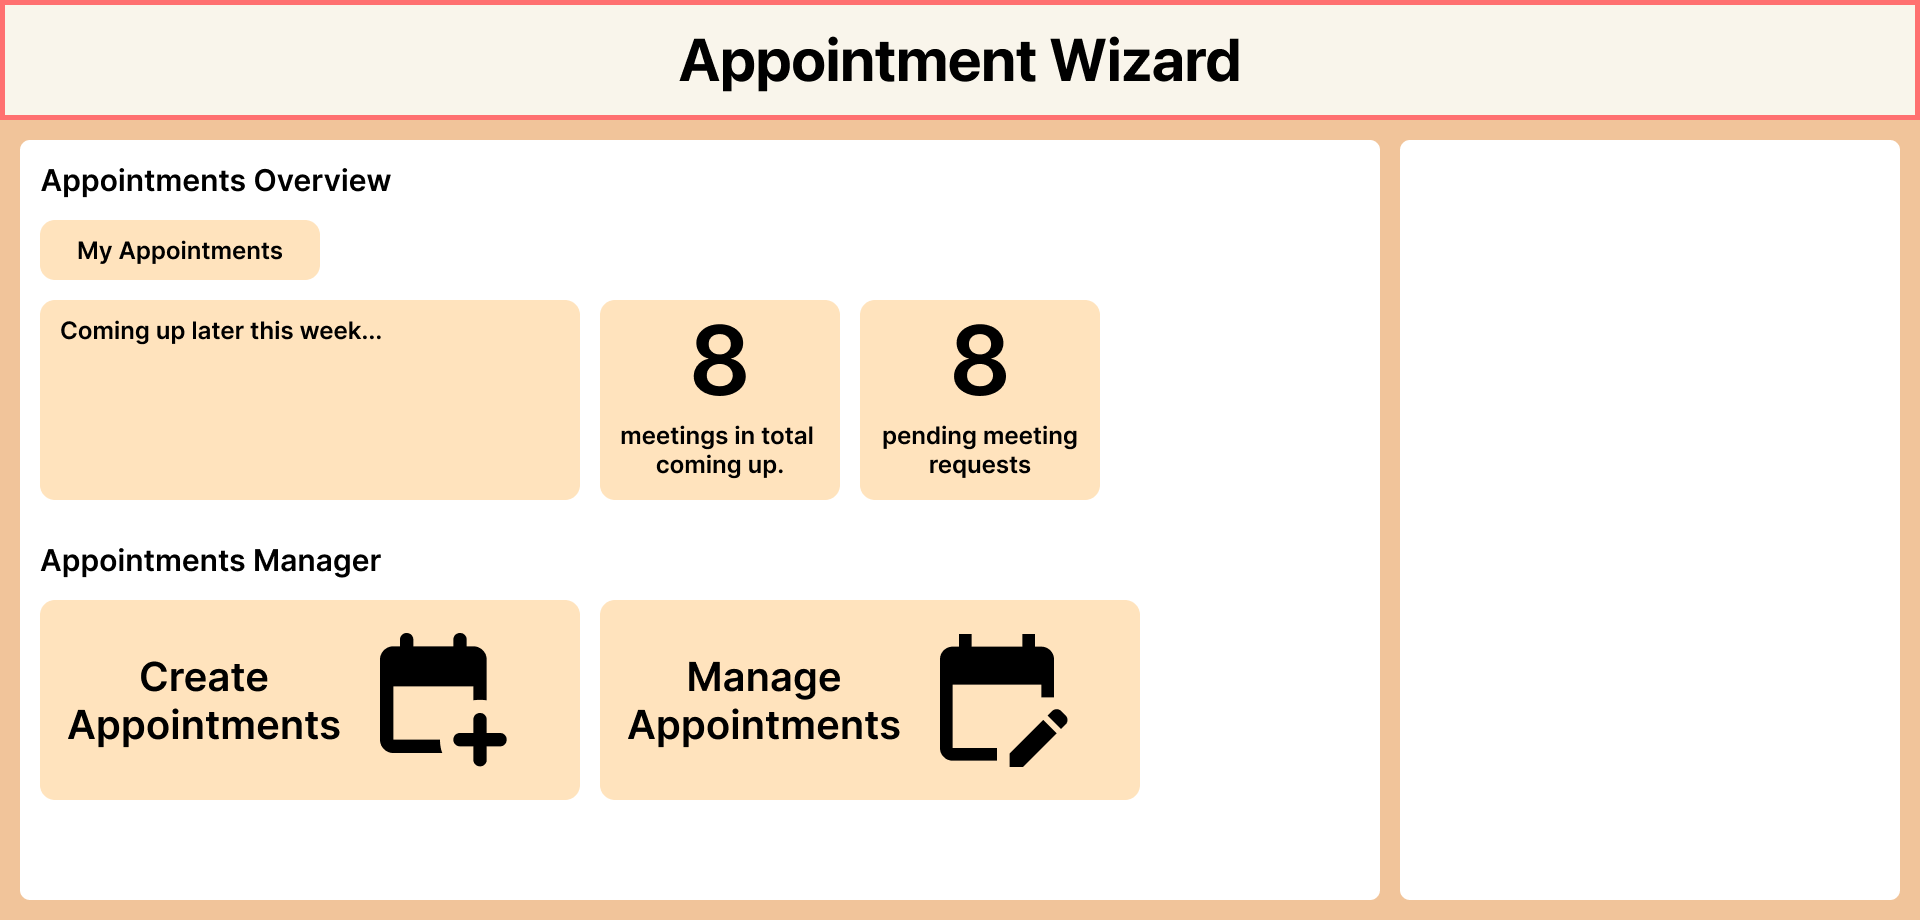 Appointment Wizard
Appointments Overview
My Appointments
Coming up later this week...
8
meetings in total
coming up.
8
pending meeting
requests
Appointments Manager
Create
Appointments
Manage
Appointments